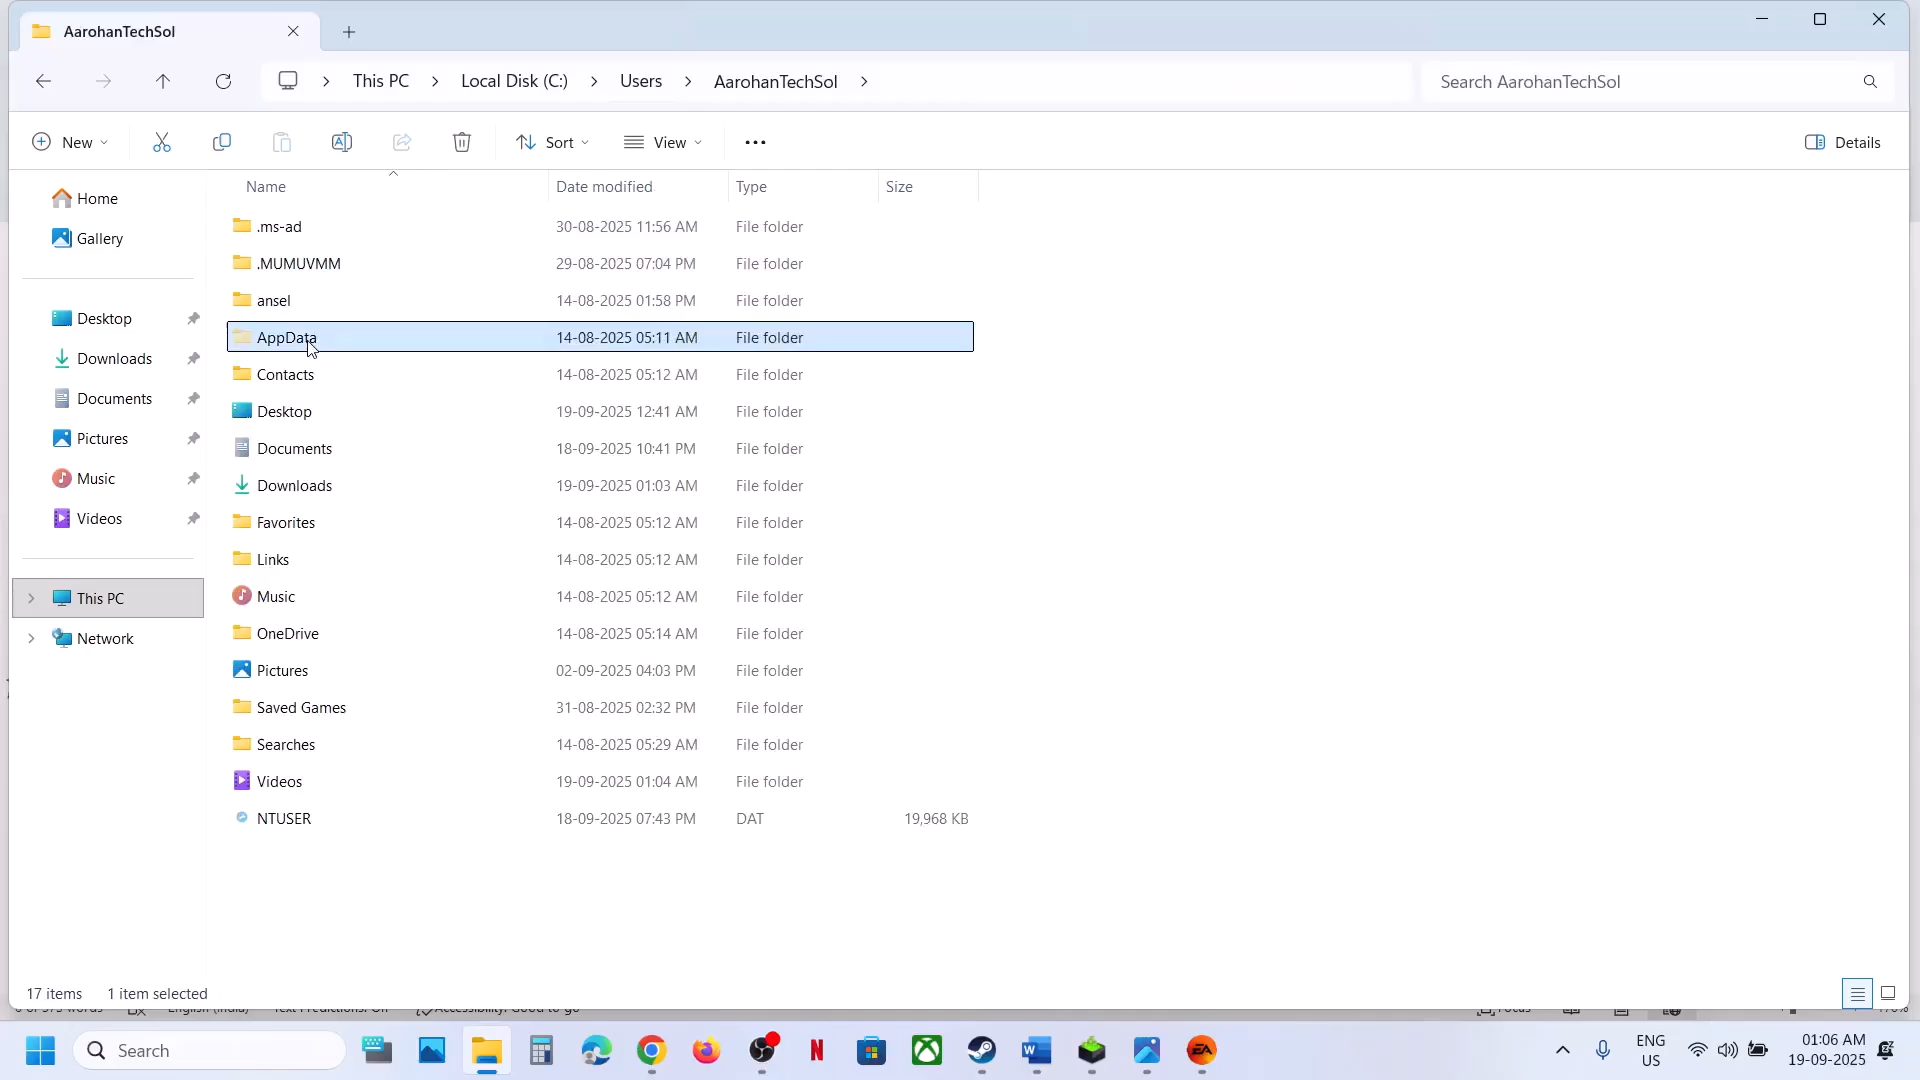 AarohanTechSol
This PC
Local Disk (C:)
Users
AarohanTechSol
Search AarohanTechSol
New
Sort
View
Details
Name
Date modified
Type
Size
Home
Gallery
Desktop
Downloads
Documents
Pictures
Music
Videos
This PC
Network
.ms-ad 30-08-2025 11:56 AM File folder
.MUMUVMM 29-08-2025 07:04 PM File folder
ansel 14-08-2025 01:58 PM File folder
AppData 14-08-2025 05:11 AM File folder
Contacts 14-08-2025 05:12 AM File folder
Desktop 19-09-2025 12:41 AM File folder
Documents 18-09-2025 10:41 PM File folder
Downloads 19-09-2025 01:03 AM File folder
Favorites 14-08-2025 05:12 AM File folder
Links 14-08-2025 05:12 AM File folder
Music 14-08-2025 05:12 AM File folder
OneDrive 14-08-2025 05:14 AM File folder
Pictures 02-09-2025 04:03 PM File folder
Saved Games 31-08-2025 02:32 PM File folder
Searches 14-08-2025 05:29 AM File folder
Videos 19-09-2025 01:04 AM File folder
NTUSER 18-09-2025 07:43 PM DAT 19,968 KB
17 items 1 item selected
Search
ENG
US
01:06 AM
19-09-2025